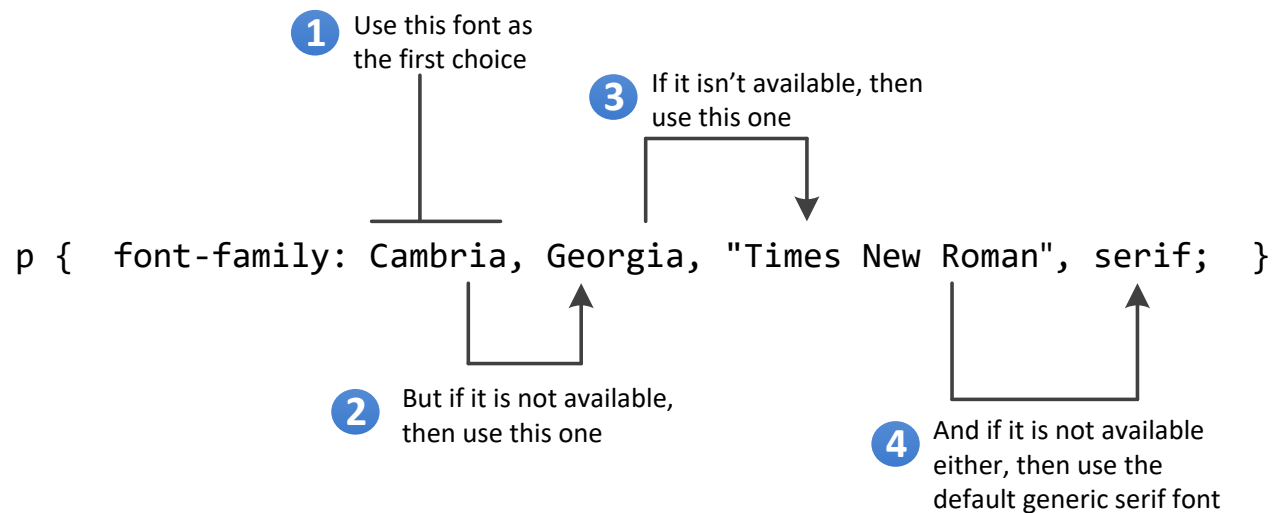 1 Use this font as
the first choice
3 If it isn’t available, then
use this one
p {  font-family: Cambria, Georgia, "Times New Roman", serif;  }
2 But if it is not available,
then use this one
4 And if it is not available
either, then use the
default generic serif font